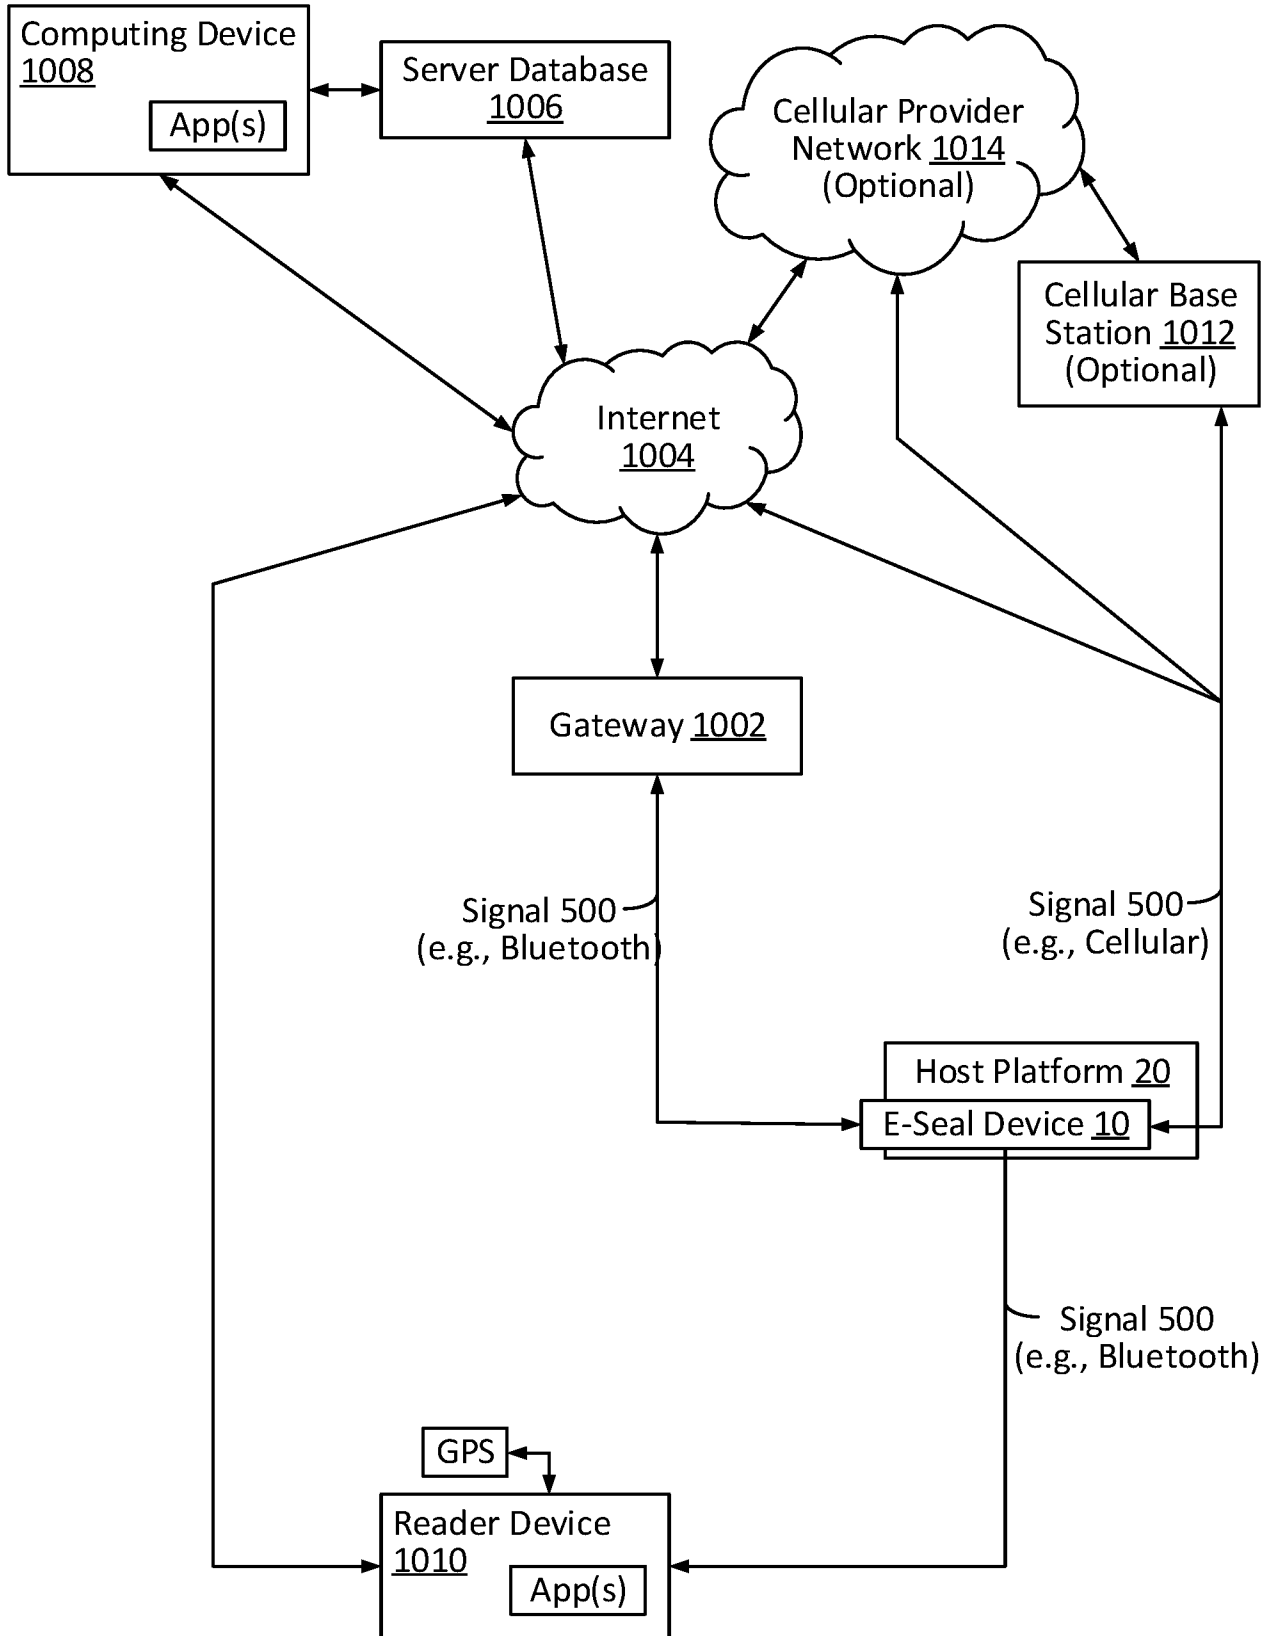 Computing Device
1008
App(s)
Server Database
1006
Cellular Provider
Network 1014
(Optional)
Cellular Base
Station 1012
(Optional)
Internet
1004
Gateway 1002
Signal 500
(e.g., Bluetooth)
Signal 500
(e.g., Cellular)
Host Platform 20
E-Seal Device 10
Signal 500
(e.g., Bluetooth)
GPS
Reader Device
1010
App(s)